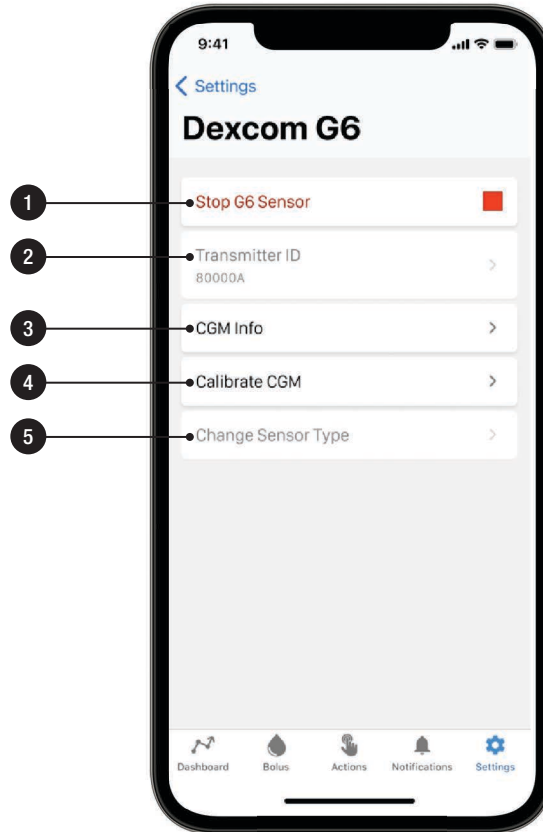 9:41
Settings
Dexcom G6
1
Stop G6 Sensor
2
Transmitter ID
80000A
3
CGM Info
4
Calibrate CGM
5
Change Sensor Type
Dashboard
Bolus
Actions
Notifications
Settings